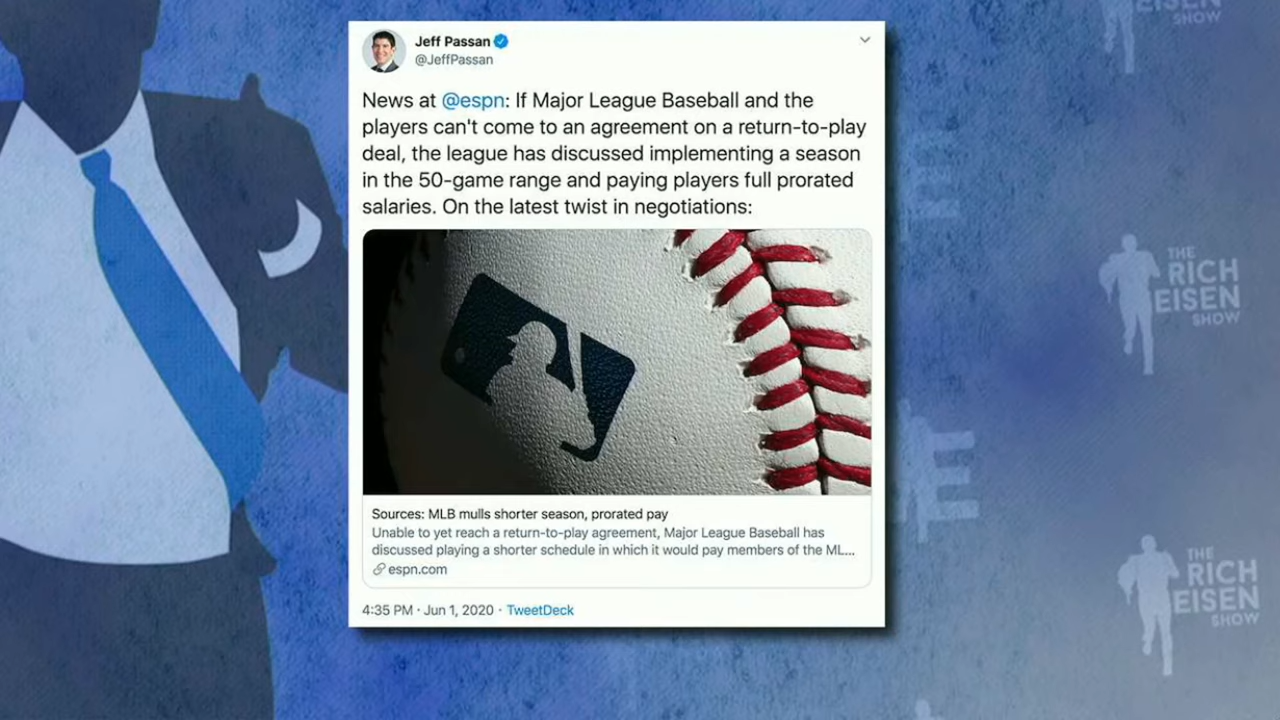 Jeff Passan
@JeffPassan
News at @espn: If Major League Baseball and the
players can't come to an agreement on a return-to-play
deal, the league has discussed implementing a season
in the 50-game range and paying players full prorated
salaries. On the latest twist in negotiations:
Sources: MLB mulls shorter season, prorated pay
Unable to yet reach a return-to-play agreement, Major League Baseball has
discussed playing a shorter schedule in which it would pay members of the ML...
espn.com
4:35 PM · Jun 1, 2020 · TweetDeck
EISEN
SHOW
THE
RICH
EISEN
SHOW
THE
RICH
EISEN
SHOW